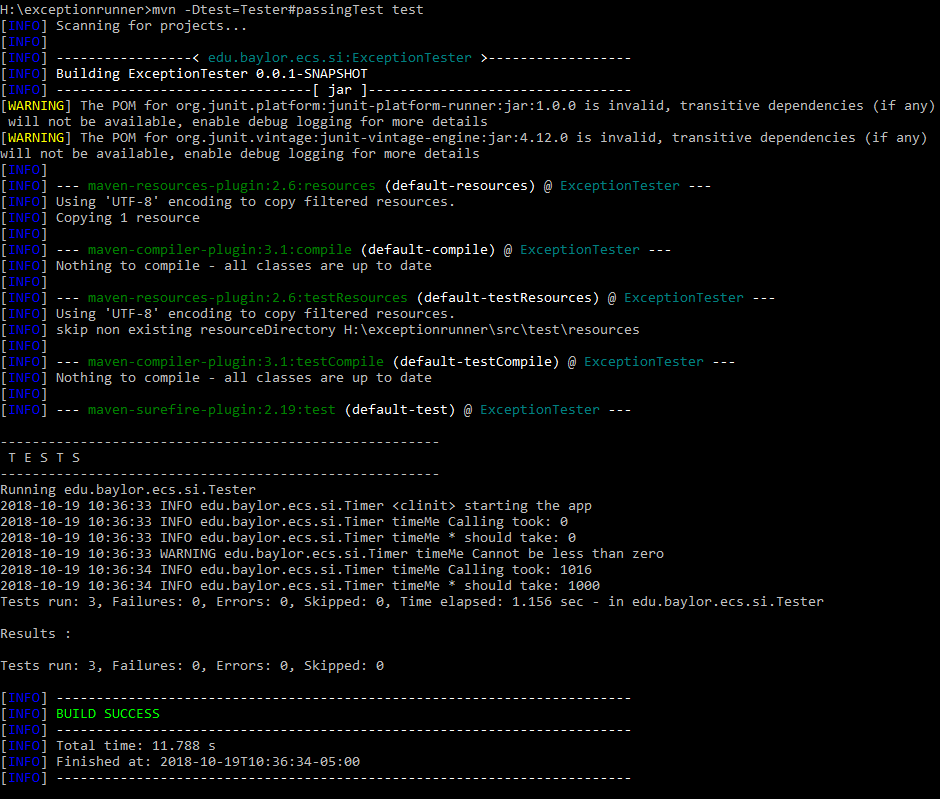 H:\exceptionrunner>mvn -Dtest=Tester#passingTest test
[INFO] Scanning for projects...
[INFO]
[INFO] -----------------< edu.baylor.ecs.si:ExceptionTester >------------------
[INFO] Building ExceptionTester 0.0.1-SNAPSHOT
[INFO] --------------------------------[ jar ]---------------------------------
[WARNING] The POM for org.junit.platform:junit-platform-runner:jar:1.0.0 is invalid, transitive dependencies (if any)
 will not be available, enable debug logging for more details
[WARNING] The POM for org.junit.vintage:junit-vintage-engine:jar:4.12.0 is invalid, transitive dependencies (if any)
will not be available, enable debug logging for more details
[INFO]
[INFO] --- maven-resources-plugin:2.6:resources (default-resources) @ ExceptionTester ---
[INFO] Using 'UTF-8' encoding to copy filtered resources.
[INFO] Copying 1 resource
[INFO]
[INFO] --- maven-compiler-plugin:3.1:compile (default-compile) @ ExceptionTester ---
[INFO] Nothing to compile - all classes are up to date
[INFO]
[INFO] --- maven-resources-plugin:2.6:testResources (default-testResources) @ ExceptionTester ---
[INFO] Using 'UTF-8' encoding to copy filtered resources.
[INFO] skip non existing resourceDirectory H:\exceptionrunner\src\test\resources
[INFO]
[INFO] --- maven-compiler-plugin:3.1:testCompile (default-testCompile) @ ExceptionTester ---
[INFO] Nothing to compile - all classes are up to date
[INFO]
[INFO] --- maven-surefire-plugin:2.19:test (default-test) @ ExceptionTester ---

-------------------------------------------------------
 T E S T S
-------------------------------------------------------
Running edu.baylor.ecs.si.Tester
2018-10-19 10:36:33 INFO edu.baylor.ecs.si.Timer <clinit> starting the app
2018-10-19 10:36:33 INFO edu.baylor.ecs.si.Timer timeMe Calling took: 0
2018-10-19 10:36:33 INFO edu.baylor.ecs.si.Timer timeMe * should take: 0
2018-10-19 10:36:33 WARNING edu.baylor.ecs.si.Timer timeMe Cannot be less than zero
2018-10-19 10:36:34 INFO edu.baylor.ecs.si.Timer timeMe Calling took: 1016
2018-10-19 10:36:34 INFO edu.baylor.ecs.si.Timer timeMe * should take: 1000
Tests run: 3, Failures: 0, Errors: 0, Skipped: 0, Time elapsed: 1.156 sec - in edu.baylor.ecs.si.Tester

Results :

Tests run: 3, Failures: 0, Errors: 0, Skipped: 0

[INFO] ------------------------------------------------------------------------
[INFO] BUILD SUCCESS
[INFO] ------------------------------------------------------------------------
[INFO] Total time: 11.788 s
[INFO] Finished at: 2018-10-19T10:36:34-05:00
[INFO] ------------------------------------------------------------------------